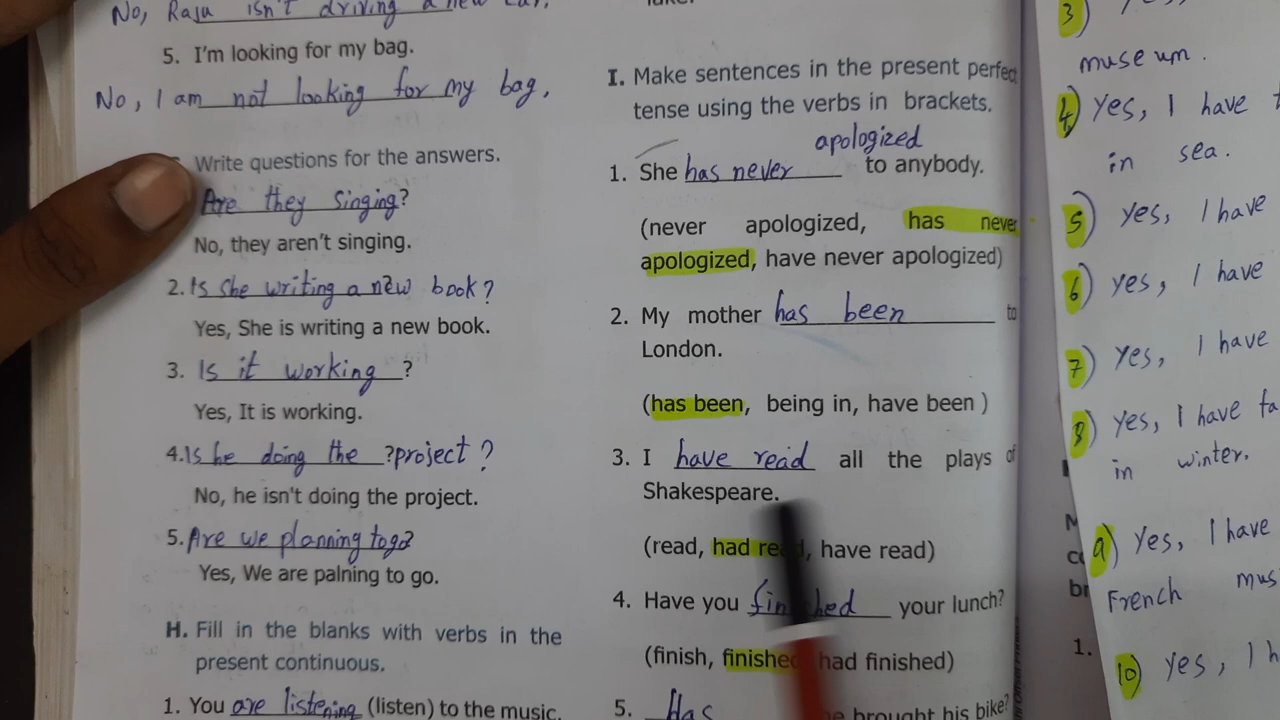 No, Raju isn't driving a new car.
5. I'm looking for my bag.
No, I am not looking for my bag.
Write questions for the answers.
Are they singing?
No, they aren't singing.
2. Is she writing a new book?
Yes, She is writing a new book.
3. Is it working?
Yes, It is working.
4. Is he doing the ?project?
No, he isn't doing the project.
5. Are we planning to go?
Yes, We are palning to go.
H. Fill in the blanks with verbs in the
present continuous.
1. You are listening (listen) to the music.
I. Make sentences in the present perfect
tense using the verbs in brackets.
apologized
1. She has never to anybody.
(never apologized, has never
apologized, have never apologized)
2. My mother has been to
London.
(has been, being in, have been )
3. I have read all the plays of
Shakespeare.
(read, had read, have read)
4. Have you finished your lunch?
(finish, finished, had finished)
5. Has brought his bike?
3) Yes,
museum.
4) Yes, I have
in sea.
5) Yes, I have
6) Yes, I have
7) Yes, I have
8) Yes, I have
in winter.
9) Yes, I have
French
10) Yes, I
1.